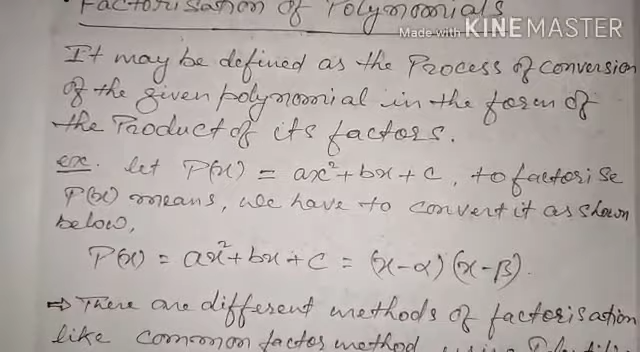 Factorisation of Polynomials
Made with KINEMASTER
It may be defined as the Process of conversion
of the given polynomial in the form of
the Product of its factors.
ex. let P(x) = ax²+bx+c, to factorise
P(x) means, we have to convert it as shown
below,
P(x) = ax²+bx+c = (x-α)(x-β).
⇒ There are different methods of factorisation
like common factor method, using